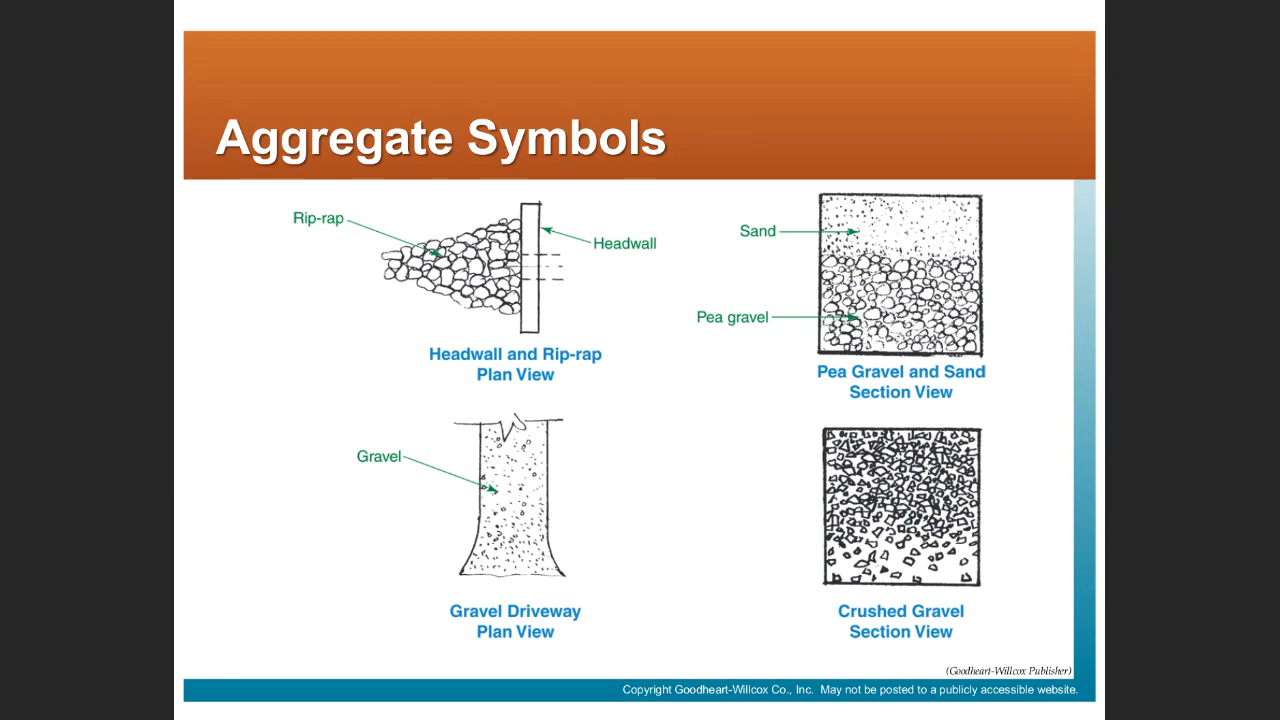 Aggregate Symbols
Rip-rap
Headwall
Headwall and Rip-rap
Plan View
Sand
Pea gravel
Pea Gravel and Sand
Section View
Gravel
Gravel Driveway
Plan View
Crushed Gravel
Section View
(Goodheart-Willcox Publisher)
Copyright Goodheart-Willcox Co., Inc. May not be posted to a publicly accessible website.